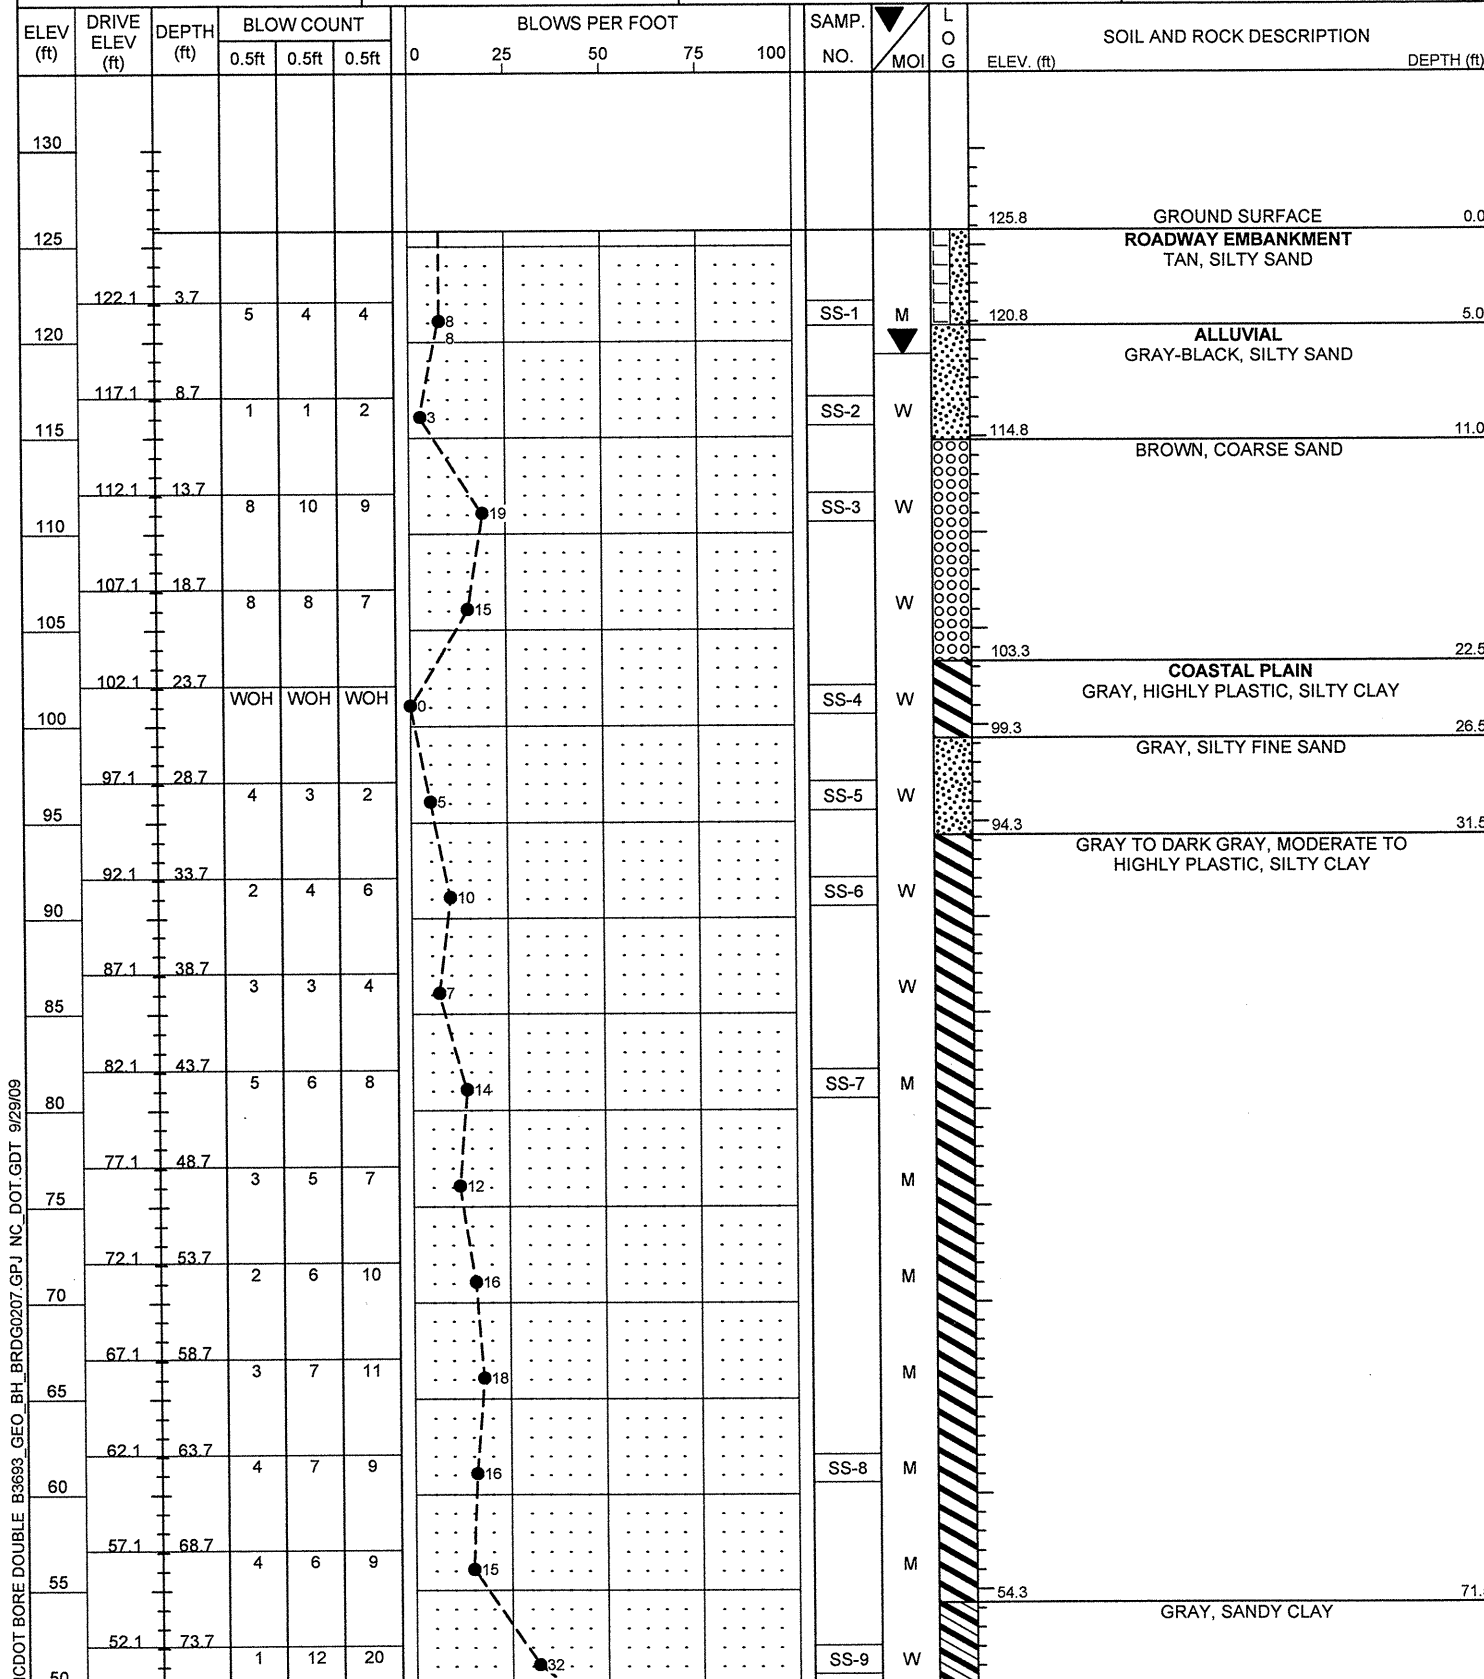 ELEV (ft) DRIVE ELEV (ft) DEPTH (ft) BLOW COUNT 0.5ft 0.5ft 0.5ft BLOWS PER FOOT 0 25 50 75 100 SAMP. NO. MOI LOG SOIL AND ROCK DESCRIPTION ELEV. (ft) DEPTH (ft)
130
125.8 GROUND SURFACE 0.0
125 ROADWAY EMBANKMENT
TAN, SILTY SAND
122.1 3.7
5 4 4 8 SS-1 M 120.8 5.0
8
120 ALLUVIAL
GRAY-BLACK, SILTY SAND
117.1 8.7
1 1 2 3 SS-2 W
115 114.8 11.0
BROWN, COARSE SAND
112.1 13.7
8 10 9 19 SS-3 W
110
107.1 18.7
8 8 7 15 W
105
103.3 22.5
COASTAL PLAIN
102.1 23.7 GRAY, HIGHLY PLASTIC, SILTY CLAY
WOH WOH WOH 0 SS-4 W
100 99.3 26.5
GRAY, SILTY FINE SAND
97.1 28.7
4 3 2 5 SS-5 W
95 94.3 31.5
GRAY TO DARK GRAY, MODERATE TO
HIGHLY PLASTIC, SILTY CLAY
92.1 33.7
2 4 6 10 SS-6 W
90
87.1 38.7
3 3 4 7 W
85
82.1 43.7
5 6 8 14 SS-7 M
80
77.1 48.7
3 5 7 12 M
75
72.1 53.7
2 6 10 16 M
70
67.1 58.7
3 7 11 18 M
65
62.1 63.7
4 7 9 16 SS-8 M
60
57.1 68.7
4 6 9 15 M
55 54.3 71.
GRAY, SANDY CLAY
52.1 73.7
1 12 20 32 SS-9 W
50
CDOT BORE DOUBLE B3693_GEO_BH_BRDG0207.GPJ NC_DOT.GDT 9/29/09